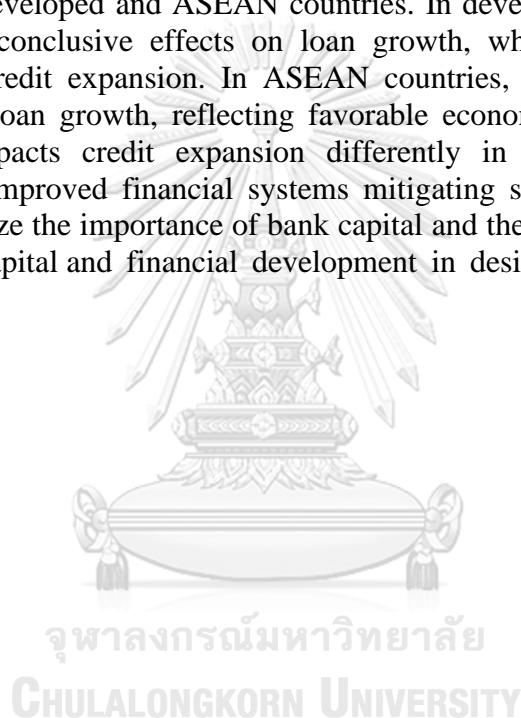 developed and ASEAN countries. In deve
conclusive effects on loan growth, wh
redit expansion. In ASEAN countries,
oan growth, reflecting favorable econo
pacts credit expansion differently in
mproved financial systems mitigating s
ze the importance of bank capital and the
apital and financial development in desi
จุฬาลงกรณ์มหาวิทยาลัย
CHULALONGKORN UNIVERSITY